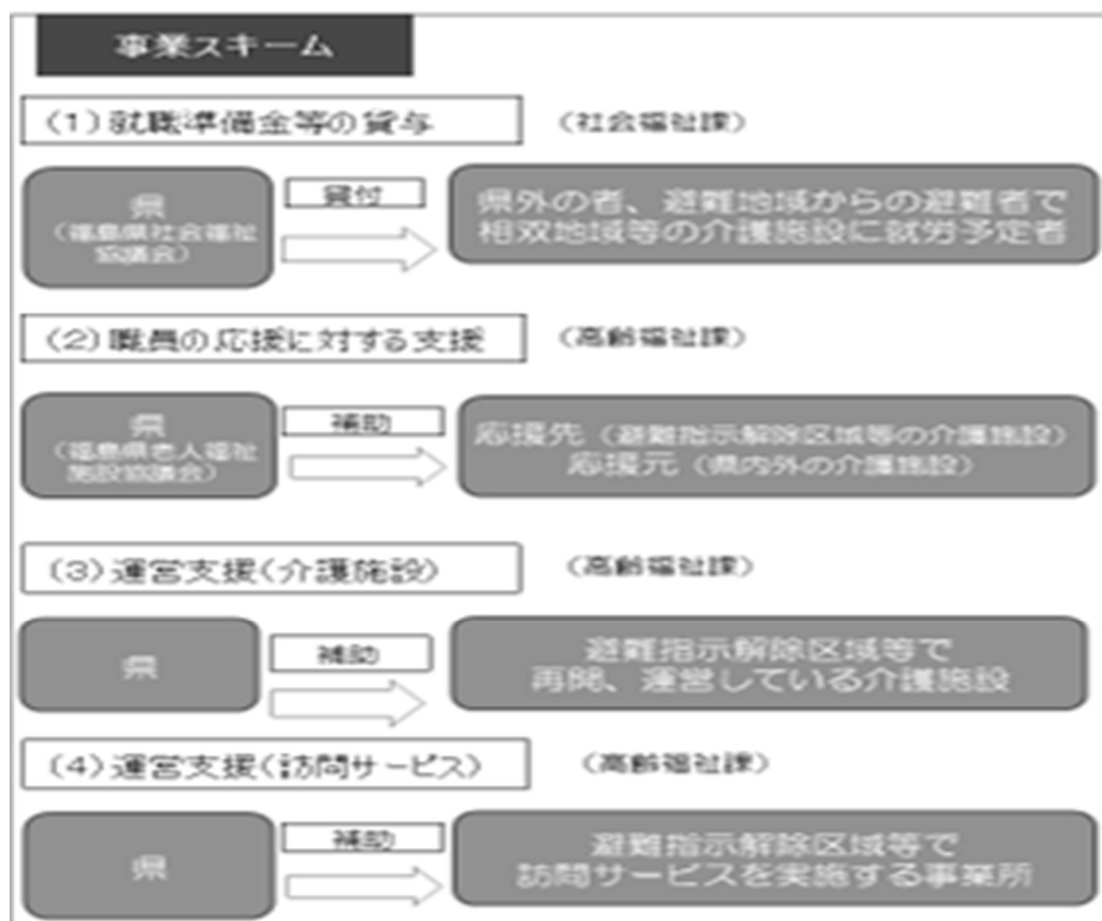 事業スキーム
(1)就職準備金等の貸与
(社会福祉課)
県
(福島県社会福祉
協議会)
貸付
県外の者、避難地域からの避難者で
相双地域等の介護施設に就労予定者
(2)職員の応援に対する支援
(高齢福祉課)
県
(福島県老人福祉
施設協議会)
補助
応援先(避難指示解除区域等の介護施設)
応援元(県内外の介護施設)
(3)運営支援(介護施設)
(高齢福祉課)
県
補助
避難指示解除区域等で
再開、運営している介護施設
(4)運営支援(訪問サービス)
(高齢福祉課)
県
補助
避難指示解除区域等で
訪問サービスを実施する事業所